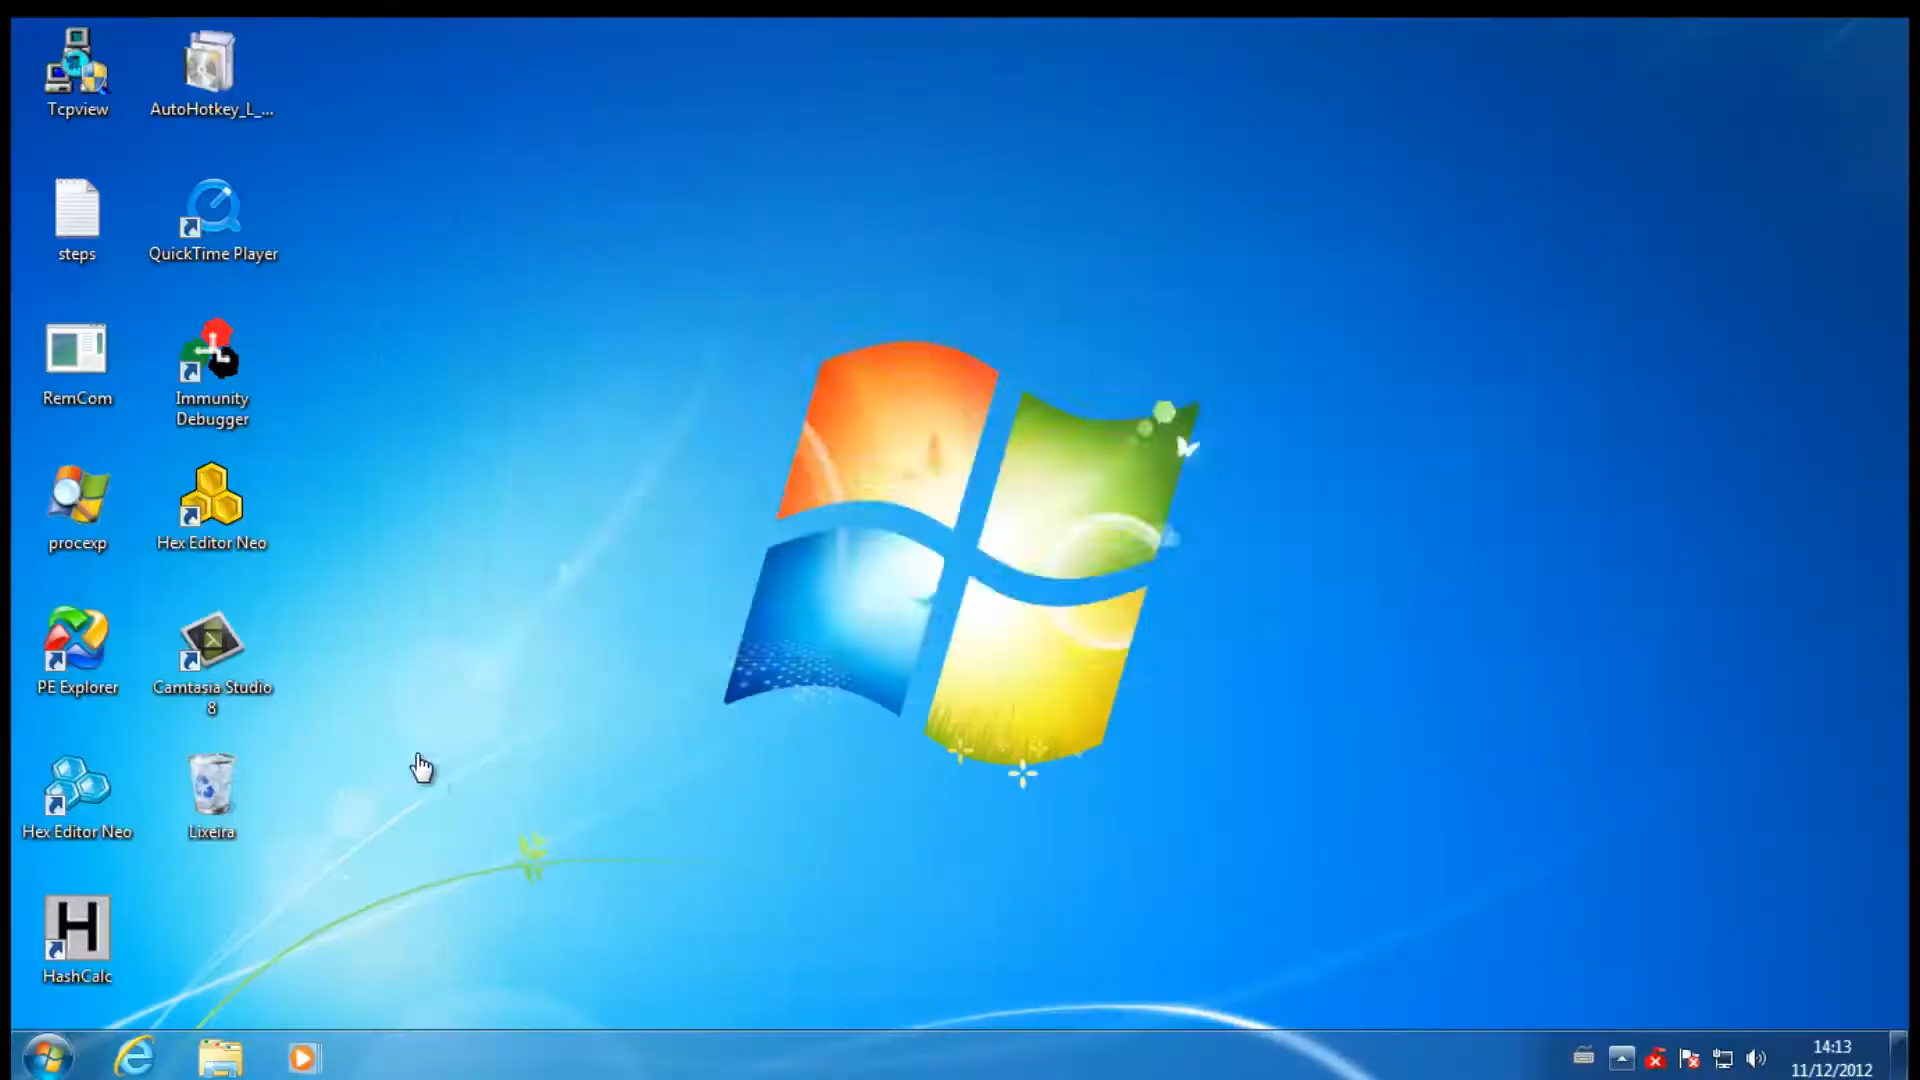 Tcpview
AutoHotkey_L_...
steps
QuickTime Player
RemCom
Immunity
Debugger
procexp
Hex Editor Neo
PE Explorer
Camtasia Studio
8
Hex Editor Neo
Lixeira
H
HashCalc
14:13
11/12/2012